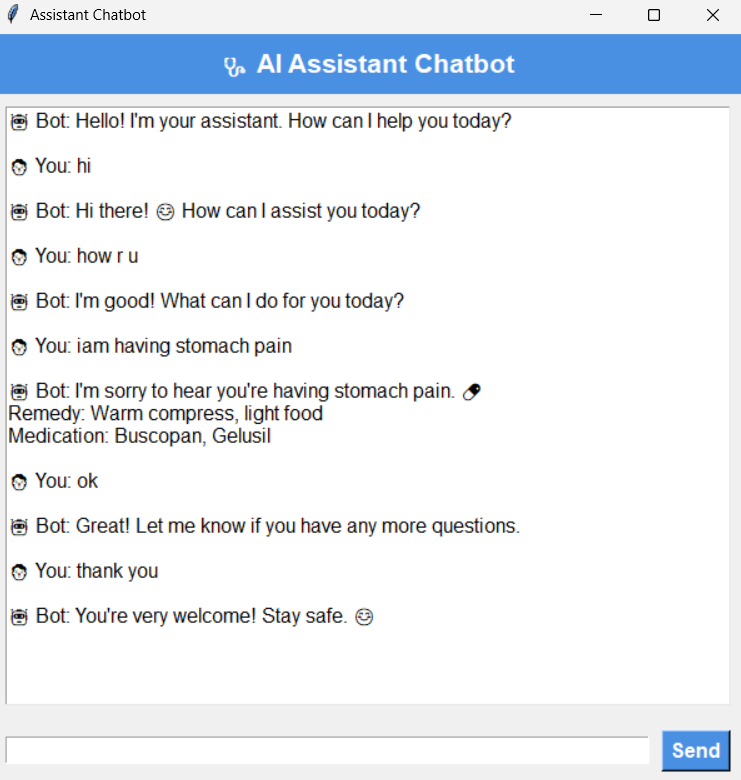 Assistant Chatbot
AI Assistant Chatbot
Bot: Hello! I'm your assistant. How can I help you today?
You: hi
Bot: Hi there! 😊 How can I assist you today?
You: how r u
Bot: I'm good! What can I do for you today?
You: iam having stomach pain
Bot: I'm sorry to hear you're having stomach pain. 💊
Remedy: Warm compress, light food
Medication: Buscopan, Gelusil
You: ok
Bot: Great! Let me know if you have any more questions.
You: thank you
Bot: You're very welcome! Stay safe. 😊
Send